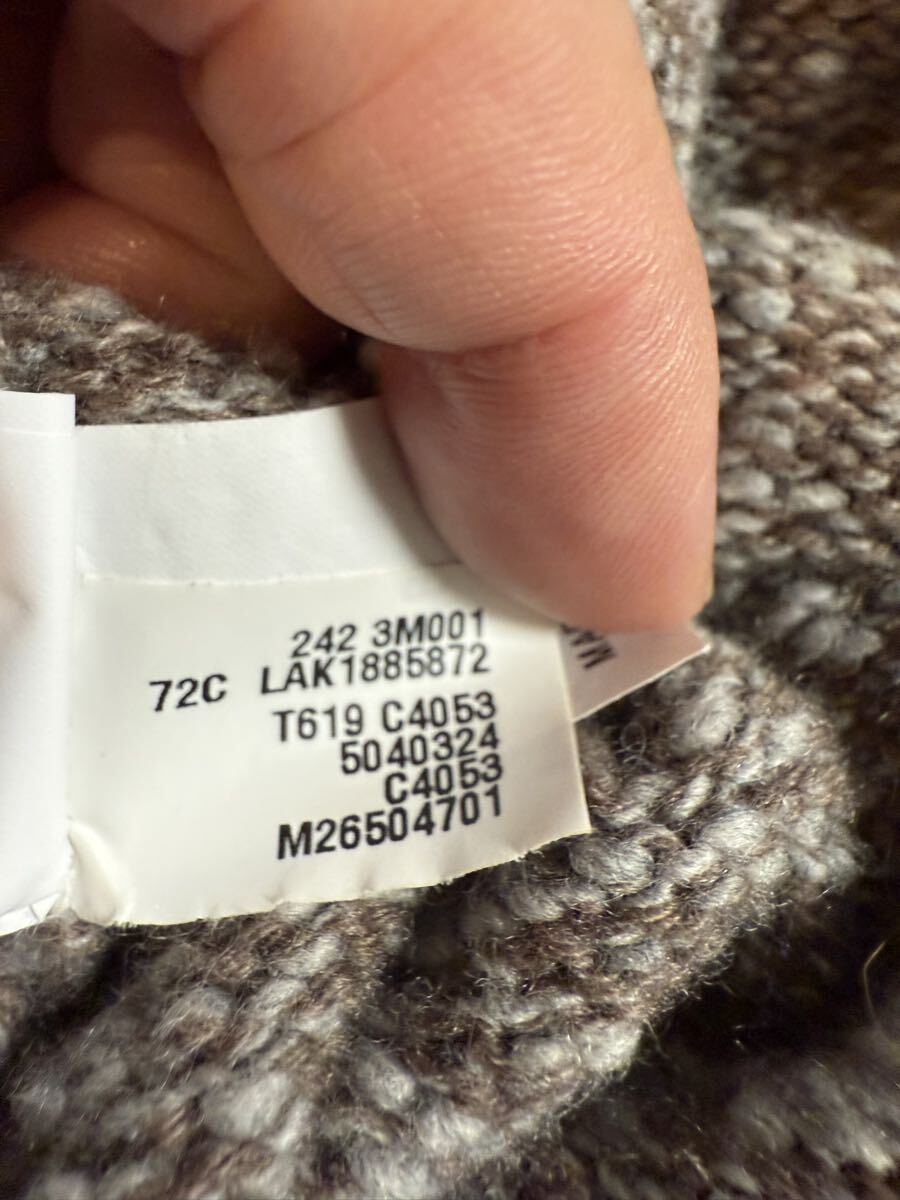 242 3M001
72C LAK1885872
T619 C4053
5040324
C4053
M26504701